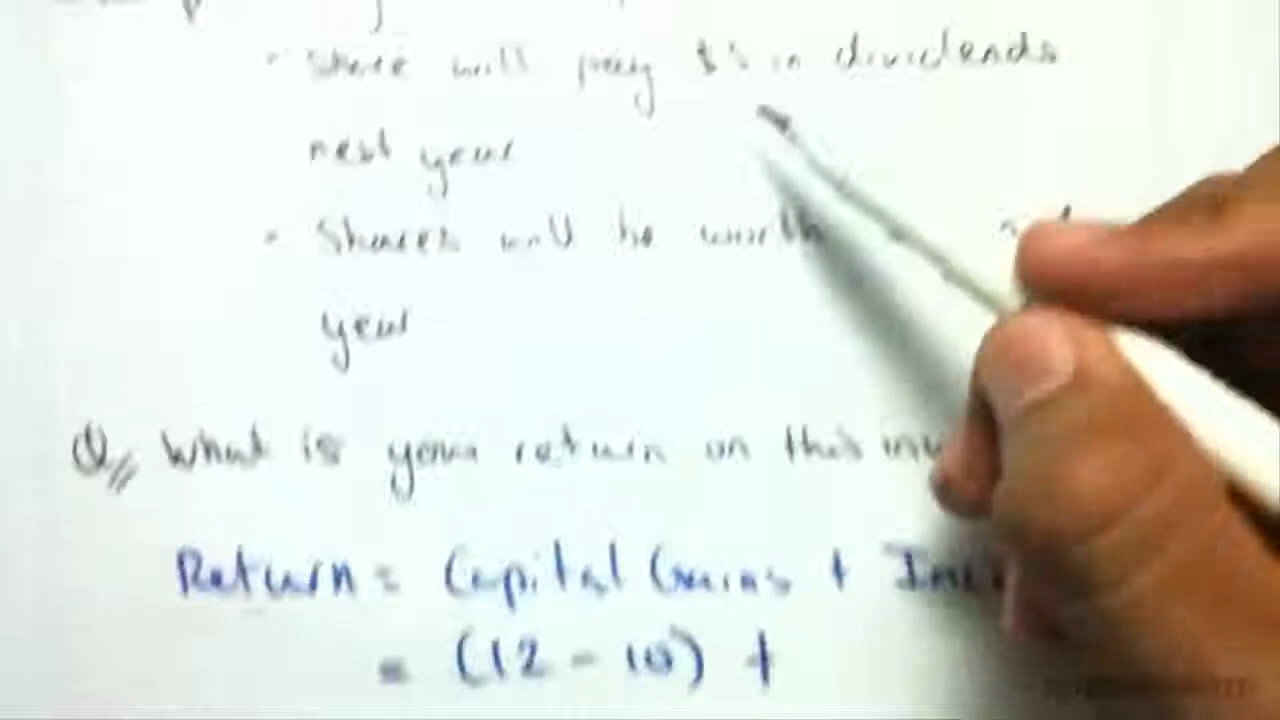 Share will pay in dividends
next year
Shares will be worth
year
Q// What is your return on this inv
Return = Capital Gains + Inc
= (12 - 10) +